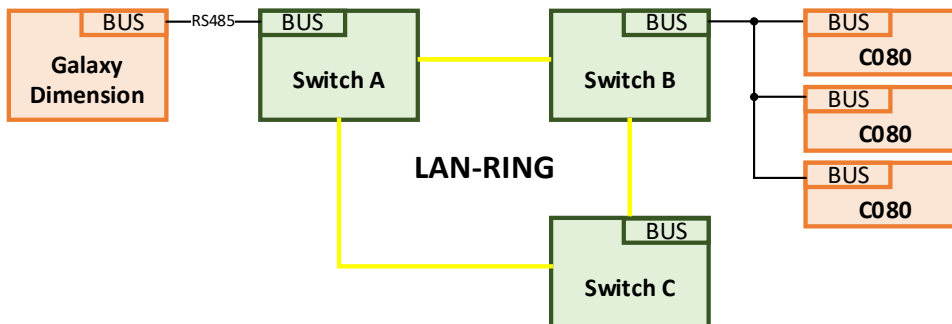 BUS
Galaxy
Dimension
RS485
BUS
Switch A
BUS
Switch B
BUS
C080
BUS
C080
BUS
C080
LAN-RING
BUS
Switch C